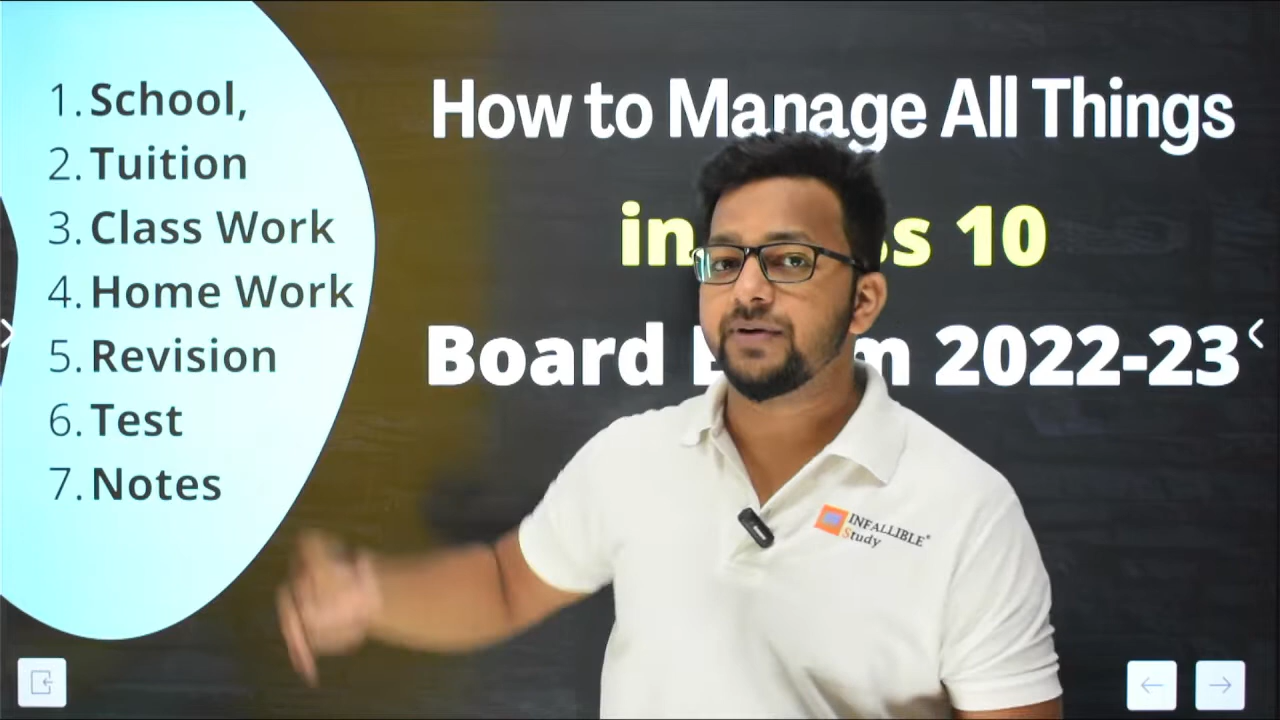 1. School,
2. Tuition
3. Class Work
4. Home Work
5. Revision
6. Test
7. Notes
How to Manage All Things
in 10
Board 2022-23
INFALLIBLE®
Study